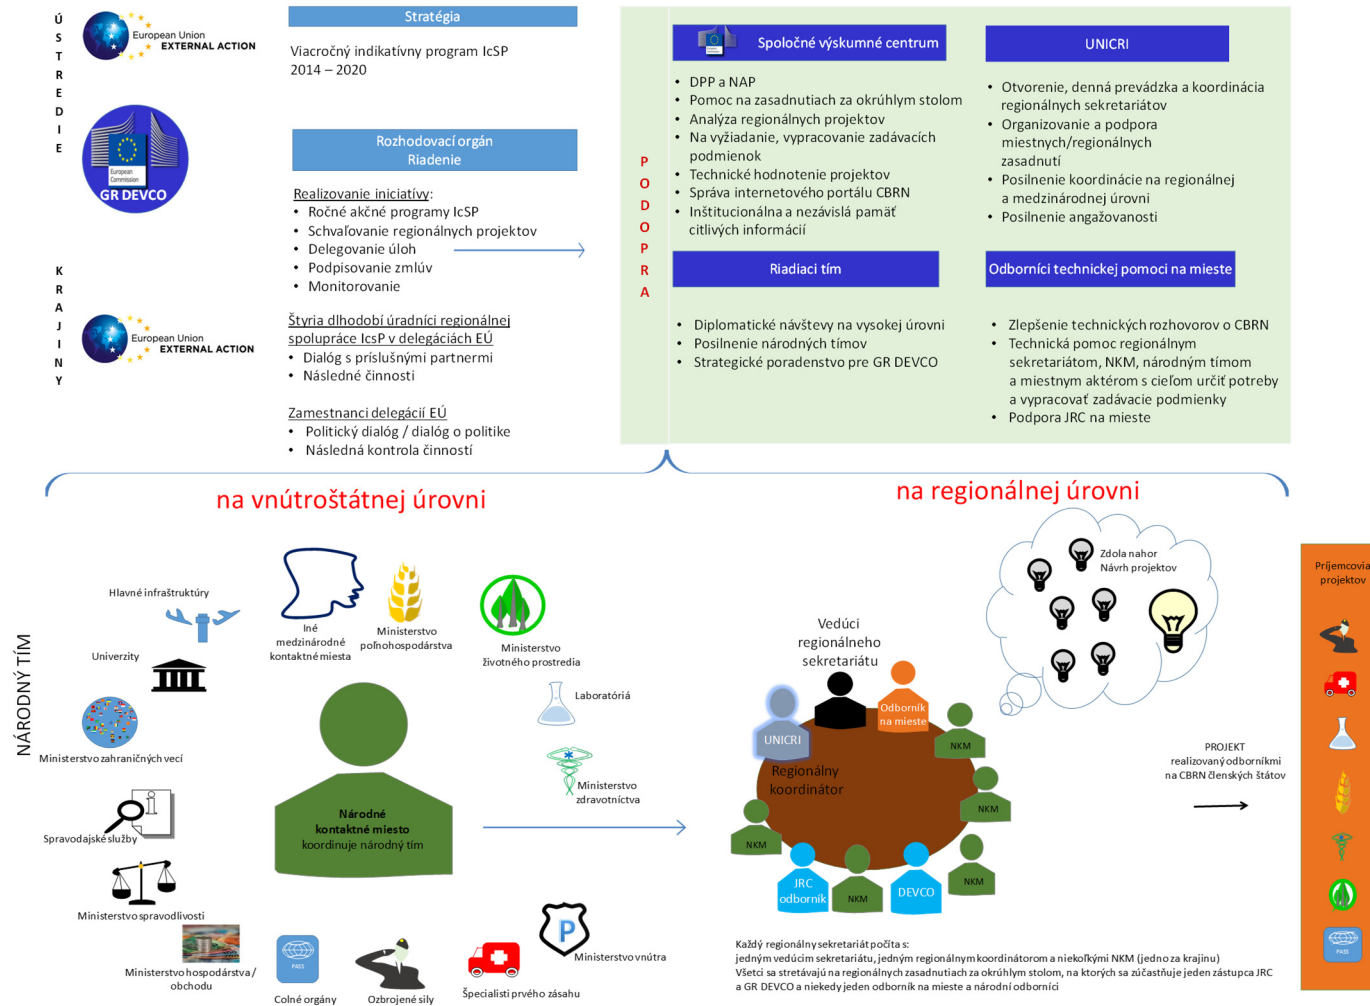 ÚSTREDIE
European Union
EXTERNAL ACTION
Stratégia
Viacročný indikatívny program IcSP
2014 – 2020
European
Commission
GR DEVCO
Rozhodovací orgán
Riadenie
Realizovanie iniciatívy:
• Ročné akčné programy IcSP
• Schvaľovanie regionálnych projektov
• Delegovanie úloh
• Podpisovanie zmlúv
• Monitorovanie
KRAJINY
European Union
EXTERNAL ACTION
Štyria dlhodobí úradníci regionálnej
spolupráce IcsP v delegáciách EÚ
• Dialóg s príslušnými partnermi
• Následné činnosti
Zamestnanci delegácií EÚ
• Politický dialóg / dialóg o politike
• Následná kontrola činností
PODOPRA
Spoločné výskumné centrum
• DPP a NAP
• Pomoc na zasadnutiach za okrúhlym stolom
• Analýza regionálnych projektov
• Na vyžiadanie, vypracovanie zadávacích
podmienok
• Technické hodnotenie projektov
• Správa internetového portálu CBRN
• Inštitucionálna a nezávislá pamäť
citlivých informácií
UNICRI
• Otvorenie, denná prevádzka a koordinácia
regionálnych sekretariátov
• Organizovanie a podpora
miestnych/regionálnych
zasadnutí
• Posilnenie koordinácie na regionálnej
a medzinárodnej úrovni
• Posilnenie angažovanosti
Riadiaci tím
• Diplomatické návštevy na vysokej úrovni
• Posilnenie národných tímov
• Strategické poradenstvo pre GR DEVCO
Odborníci technickej pomoci na mieste
• Zlepšenie technických rozhovorov o CBRN
• Technická pomoc regionálnym
sekretariátom, NKM, národným tímom
a miestnym aktérom s cieľom určiť potreby
a vypracovať zadávacie podmienky
• Podpora JRC na mieste
na vnútroštátnej úrovni
na regionálnej úrovni
NÁRODNÝ TÍM
Hlavné infraštruktúry
Iné
medzinárodné
kontaktné miesta
Ministerstvo
poľnohospodárstva
Ministerstvo
životného prostredia
Univerzity
Laboratóriá
Ministerstvo zahraničných vecí
Ministerstvo
zdravotníctva
Spravodajské služby
Národné
kontaktné miesto
koordinuje národný tím
Ministerstvo spravodlivosti
Ministerstvo hospodárstva /
obchodu
PASS
Colné orgány
Ozbrojené sily
Špecialisti prvého zásahu
P
Ministerstvo vnútra
Vedúci
regionálneho
sekretariátu
Zdola nahor
Návrh projektov
UNICRI
Odborník
na mieste
NKM
Regionálny
koordinátor
NKM
NKM
NKM
JRC
odborník
NKM
DEVCO
PROJEKT
realizovaný odborníkmi
na CBRN členských štátov
Príjemcovia
projektov
PASS
Každý regionálny sekretariát počíta s:
jedným vedúcim sekretariátu, jedným regionálnym koordinátorom a niekoľkými NKM (jedno za krajinu)
Všetci sa stretávajú na regionálnych zasadnutiach za okrúhlym stolom, na ktorých sa zúčastňuje jeden zástupca JRC
a GR DEVCO a niekedy jeden odborník na mieste a národní odborníci